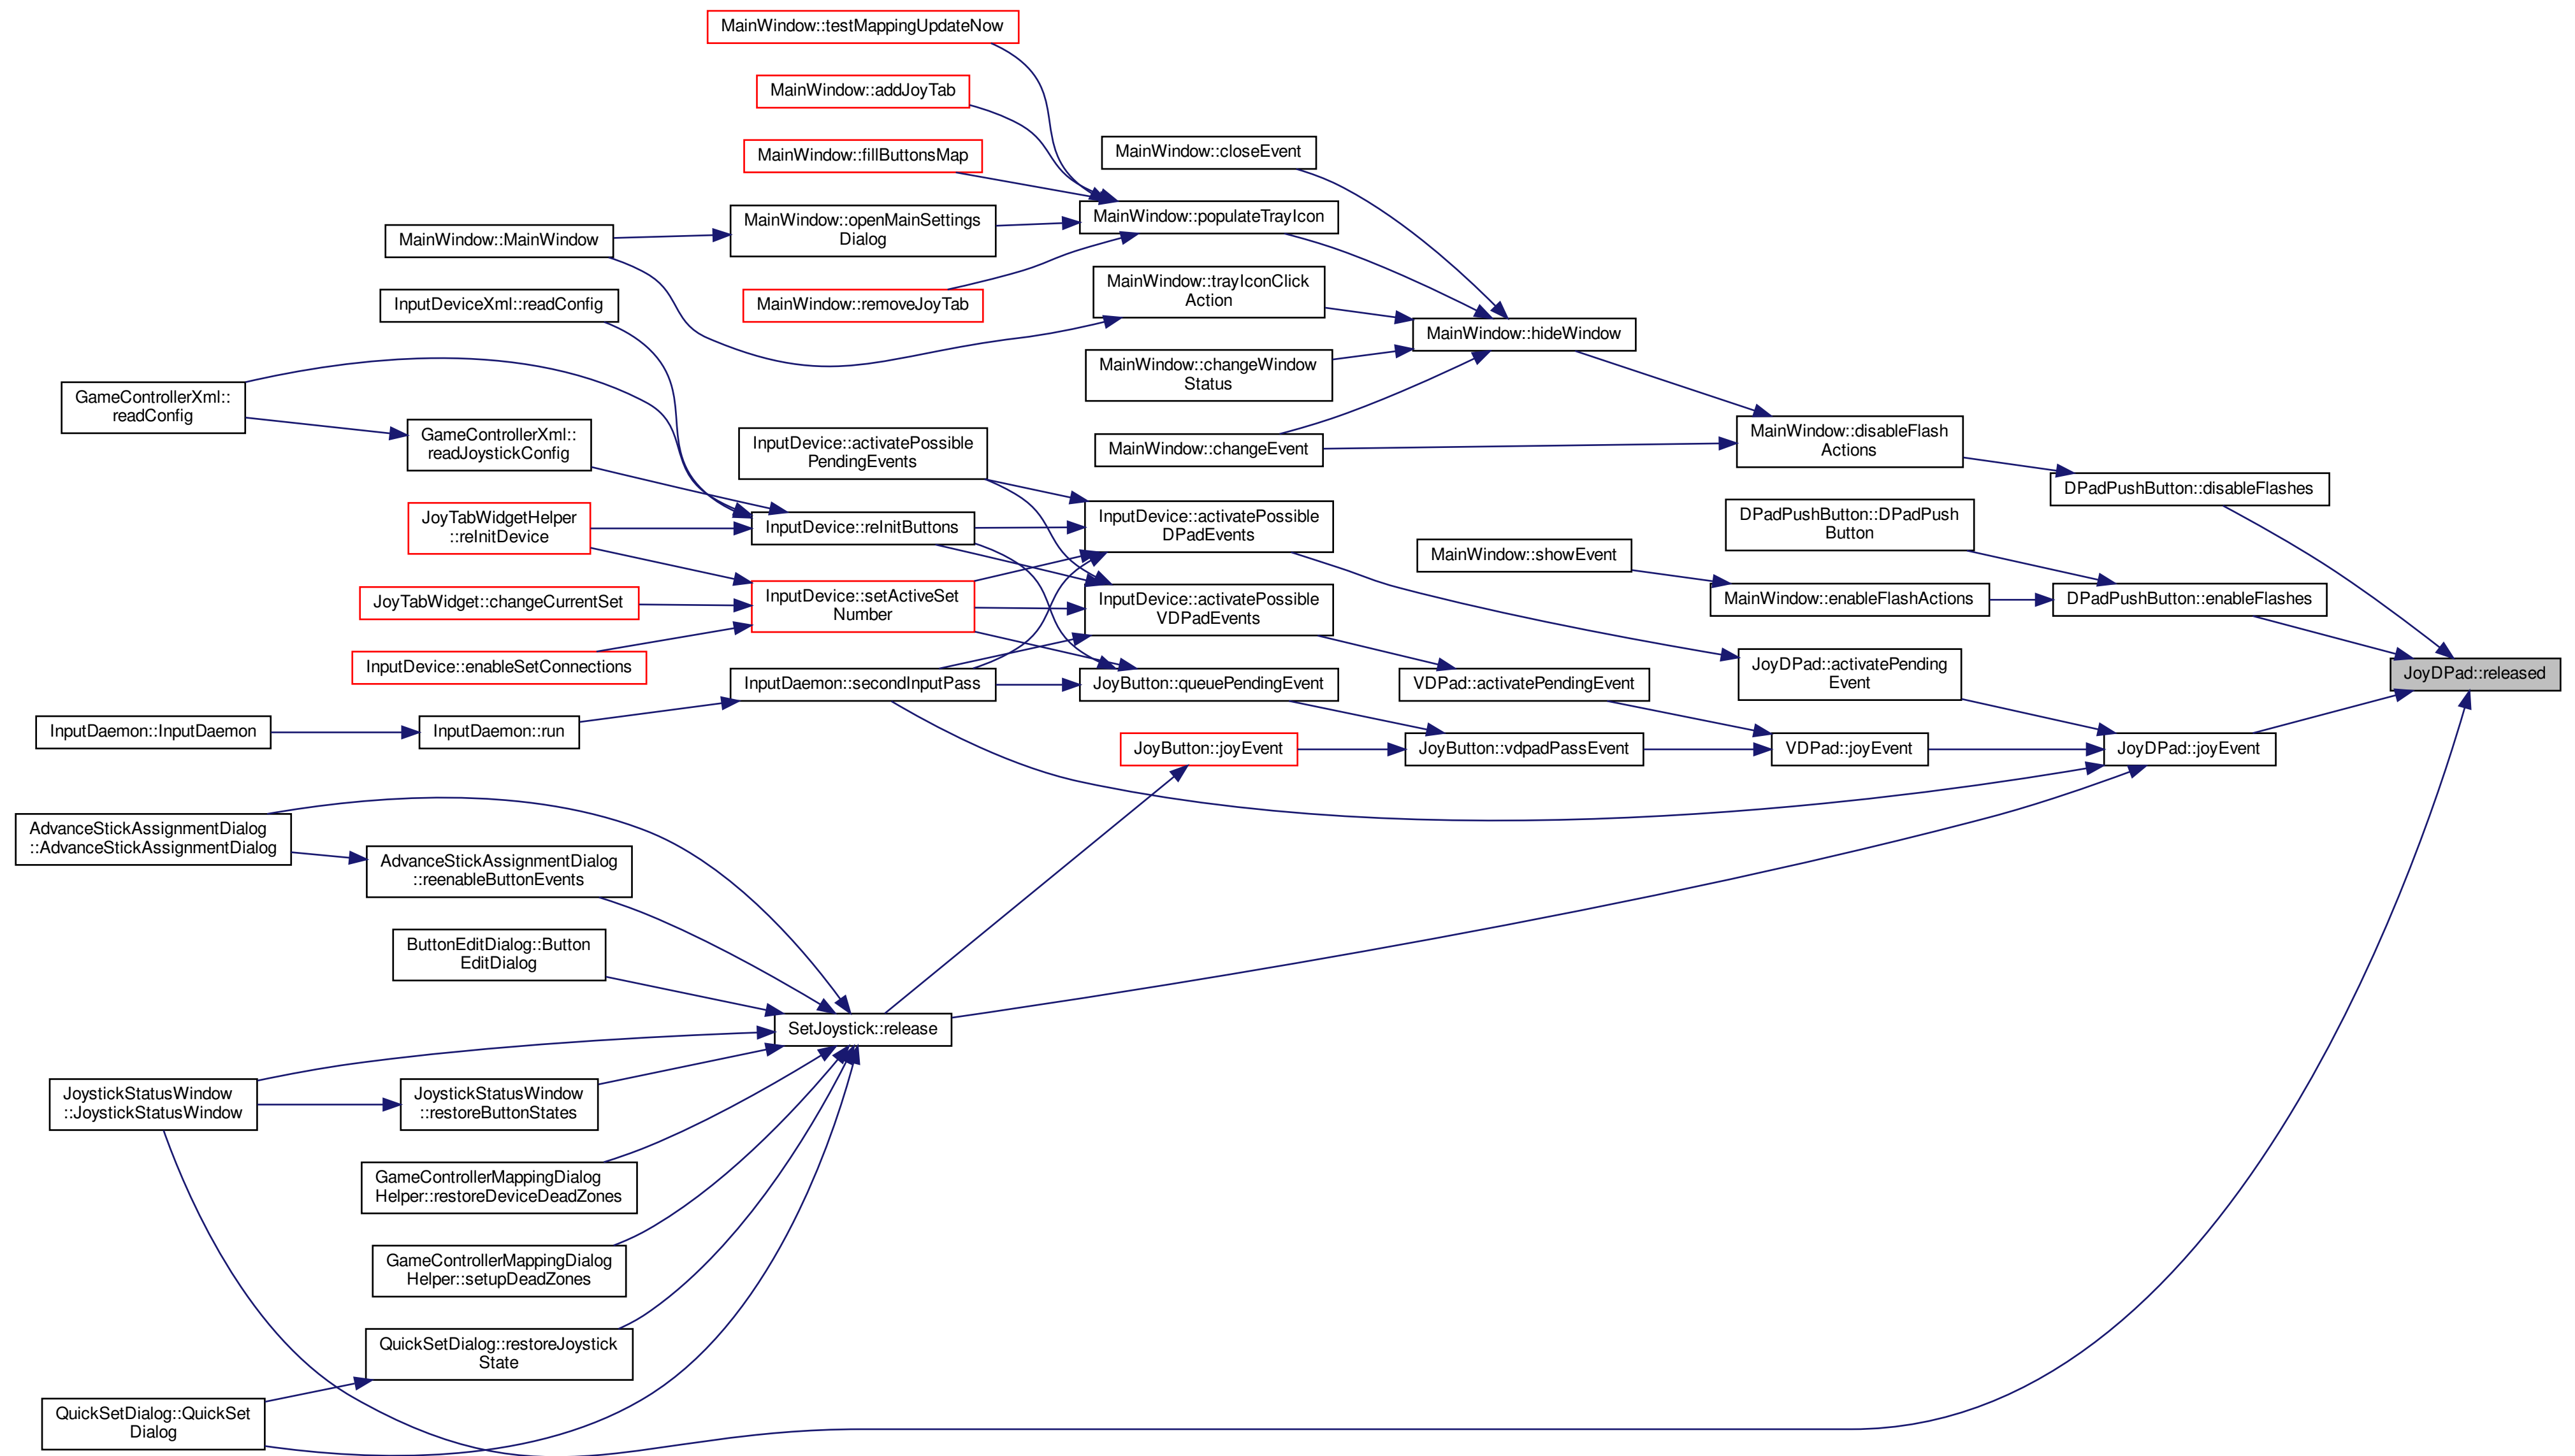 MainWindow::testMappingUpdateNow
MainWindow::addJoyTab
MainWindow::closeEvent
MainWindow::fillButtonsMap
MainWindow::populateTrayIcon
MainWindow::openMainSettings
Dialog
MainWindow::MainWindow
MainWindow::trayIconClick
Action
InputDeviceXml::readConfig
MainWindow::removeJoyTab
MainWindow::hideWindow
MainWindow::changeWindow
Status
GameControllerXml::
readConfig
GameControllerXml::
readJoystickConfig
InputDevice::activatePossible
PendingEvents
MainWindow::changeEvent
MainWindow::disableFlash
Actions
DPadPushButton::disableFlashes
JoyTabWidgetHelper
::reInitDevice
InputDevice::reInitButtons
InputDevice::activatePossible
DPadEvents
DPadPushButton::DPadPush
Button
MainWindow::showEvent
JoyTabWidget::changeCurrentSet
InputDevice::setActiveSet
Number
InputDevice::activatePossible
VDPadEvents
MainWindow::enableFlashActions
DPadPushButton::enableFlashes
InputDevice::enableSetConnections
InputDaemon::secondInputPass
JoyButton::queuePendingEvent
VDPad::activatePendingEvent
JoyDPad::activatePending
Event
JoyDPad::released
InputDaemon::InputDaemon
InputDaemon::run
JoyButton::joyEvent
JoyButton::vdpadPassEvent
VDPad::joyEvent
JoyDPad::joyEvent
AdvanceStickAssignmentDialog
::AdvanceStickAssignmentDialog
AdvanceStickAssignmentDialog
::reenableButtonEvents
ButtonEditDialog::Button
EditDialog
SetJoystick::release
JoystickStatusWindow
::JoystickStatusWindow
JoystickStatusWindow
::restoreButtonStates
GameControllerMappingDialog
Helper::restoreDeviceDeadZones
GameControllerMappingDialog
Helper::setupDeadZones
QuickSetDialog::restoreJoystick
State
QuickSetDialog::QuickSet
Dialog